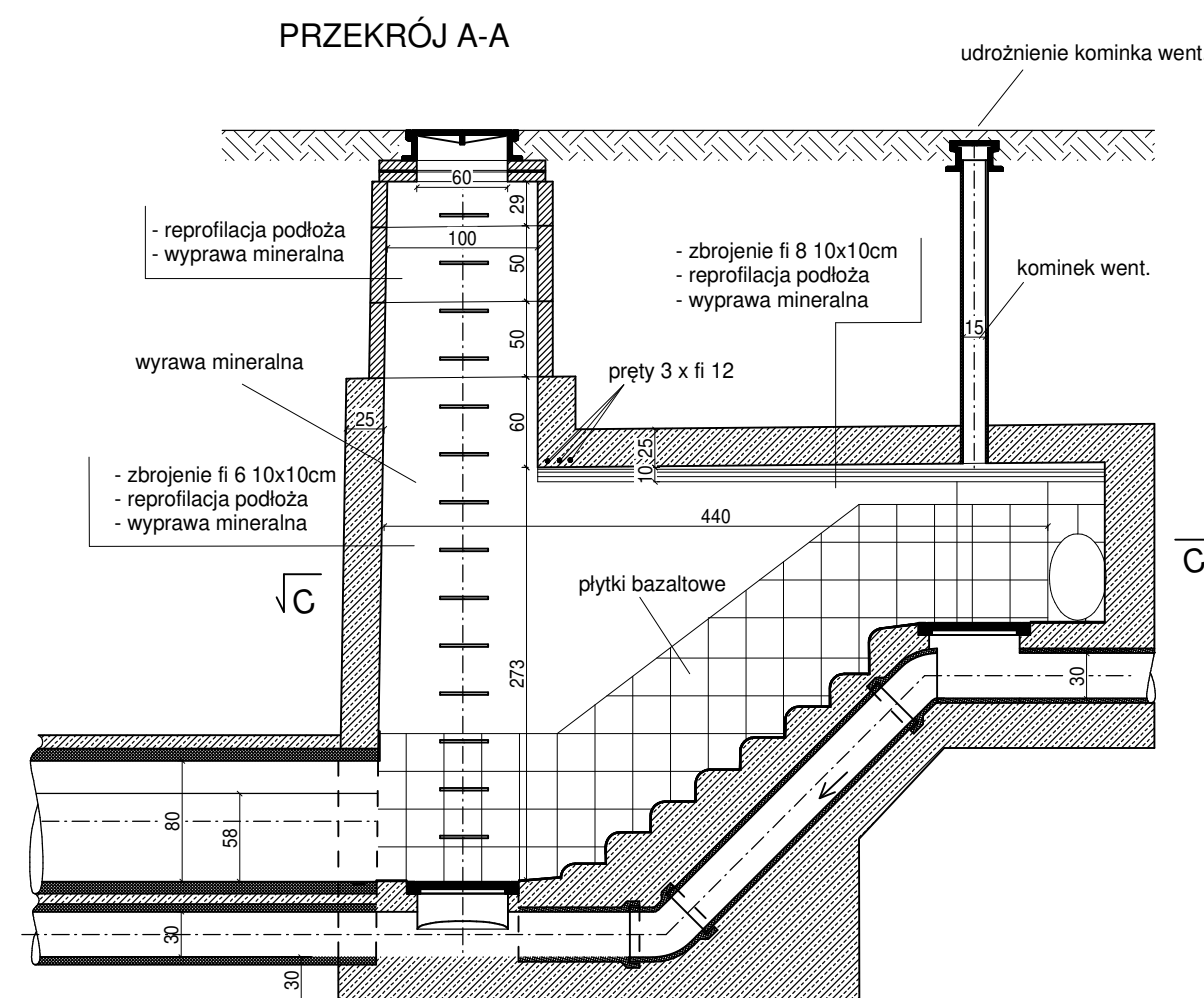 PRZEKRÓJ A-A
udrożnienie kominka went
60
29
- reprofilacja podłoża
- wyprawa mineralna
100
50
- zbrojenie fi 8 10x10cm
- reprofilacja podłoża
- wyprawa mineralna
kominek went.
15
50
wyrawa mineralna
pręty 3 x fi 12
25
60
25
10
- zbrojenie fi 6 10x10cm
- reprofilacja podłoża
- wyprawa mineralna
440
C
C
płytki bazaltowe
273
30
80
58
30
30